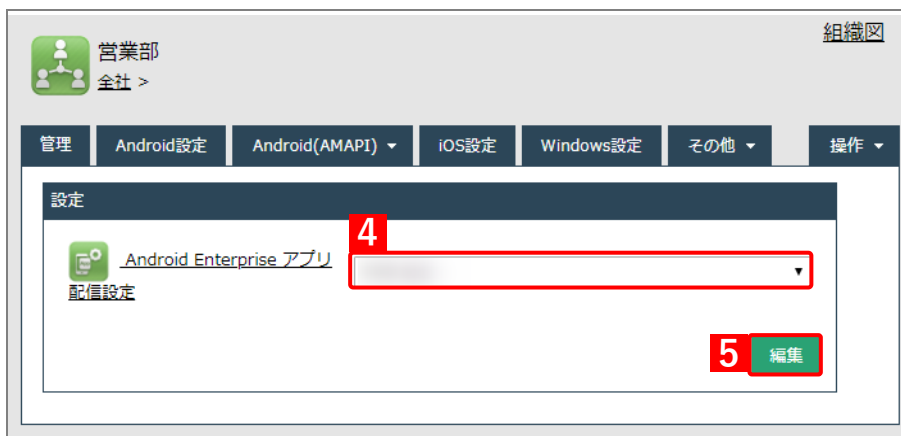 組織図
営業部
全社 >
管理 Android設定 Android(AMAPI) ▼ iOS設定 Windows設定 その他 ▼ 操作 ▼
設定
4
Android Enterprise アプリ
配信設定
5 編集